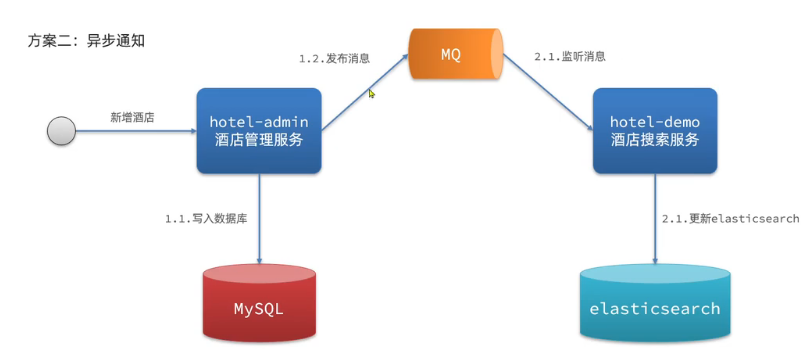 方案二：异步通知
MQ
1.2.发布消息
2.1.监听消息
新增酒店
hotel-admin
酒店管理服务
hotel-demo
酒店搜索服务
1.1.写入数据库
2.1.更新elasticsearch
MySQL
elasticsearch